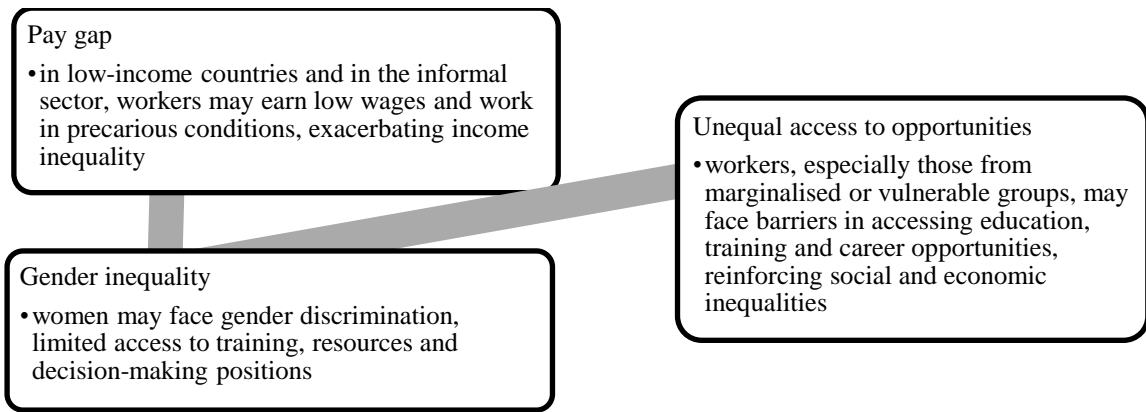 Pay gap
•in low-income countries and in the informal
sector, workers may earn low wages and work
in precarious conditions, exacerbating income
inequality
Gender inequality
•women may face gender discrimination,
limited access to training, resources and
decision-making positions
Unequal access to opportunities
•workers, especially those from
marginalised or vulnerable groups, may
face barriers in accessing education,
training and career opportunities,
reinforcing social and economic
inequalities